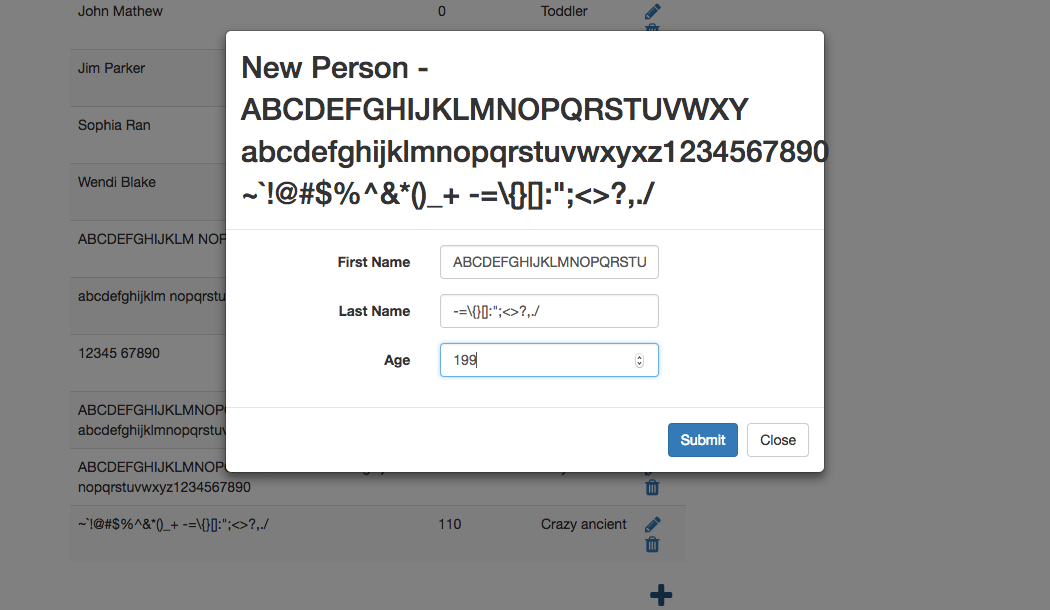 John Mathew 0 Toddler
New Person -
ABCDEFGHIJKLMNOPQRSTUVWXY
abcdefghijklmnopqrstuvwxyxz1234567890
~`!@#$%^&*()_+ -=\{}[]:";<>?,./
Jim Parker
Sophia Ran
Wendi Blake
ABCDEFGHIJKLM NOP
First Name ABCDEFGHIJKLMNOPQRSTU
abcdefghijklm nopqrstu
Last Name -=\{}[]:";<>?,./
12345 67890
Age 199
ABCDEFGHIJKLMNOP
abcdefghijklmnopqrstuv
Submit Close
ABCDEFGHIJKLMNOP
nopqrstuvwxyz1234567890
~`!@#$%^&*()_+ -=\{}[]:";<>?,./ 110 Crazy ancient